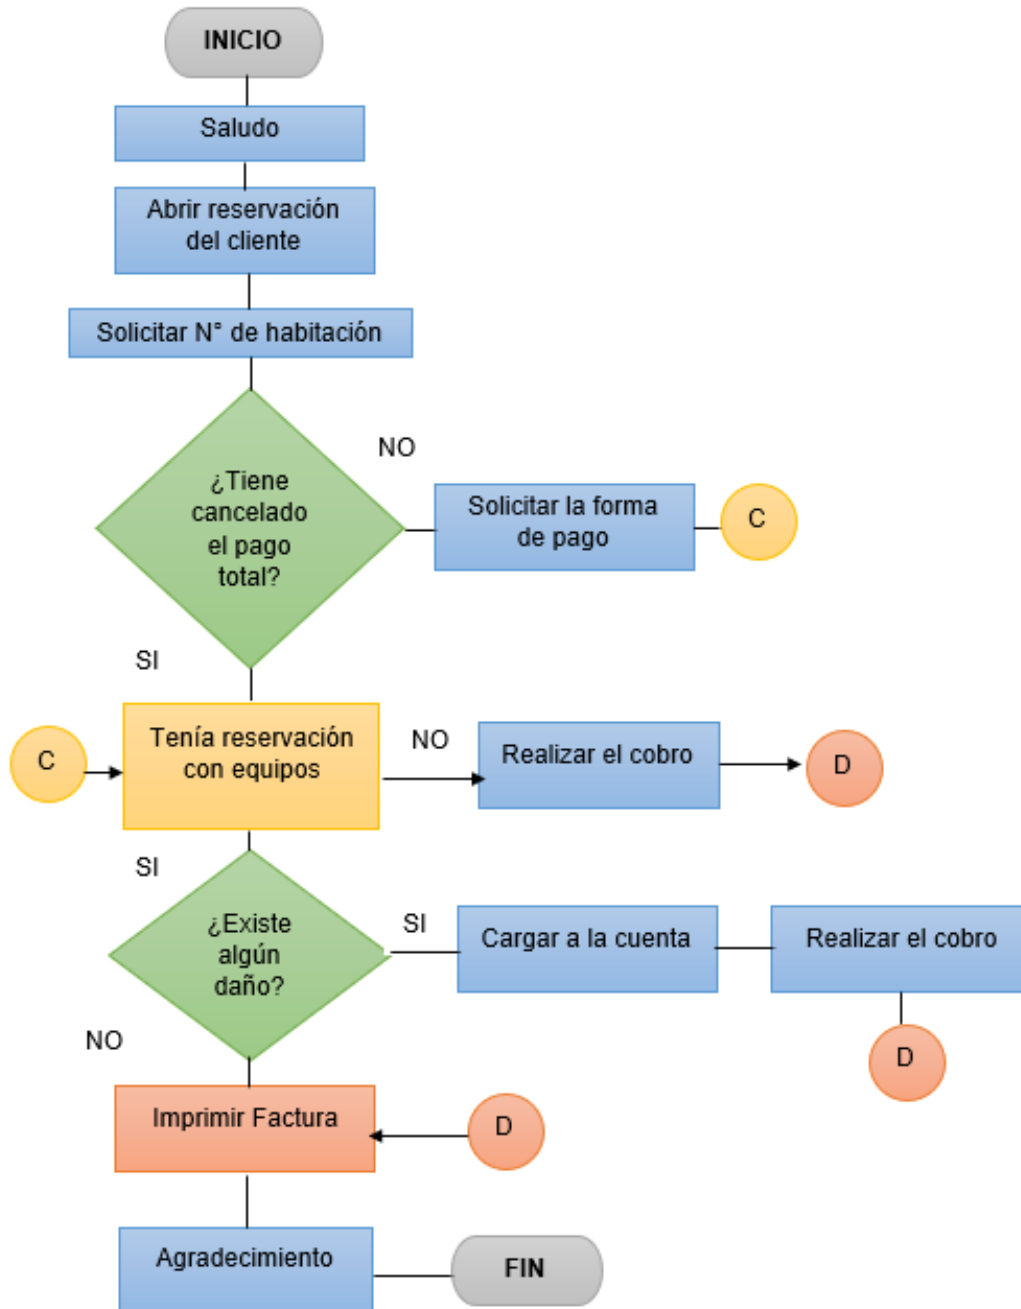 INICIO
Saludo
Abrir reservación
del cliente
Solicitar N° de habitación
¿Tiene
cancelado
el pago
total?
NO
Solicitar la forma
de pago
C
SI
C
Tenía reservación
con equipos
NO
Realizar el cobro
D
SI
¿Existe
algún
daño?
SI
Cargar a la cuenta
Realizar el cobro
D
NO
Imprimir Factura
D
Agradecimiento
FIN